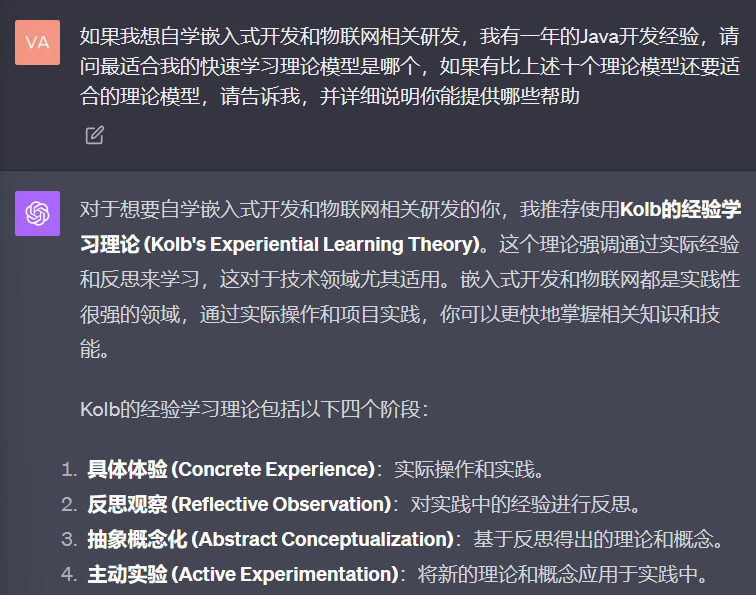 VA
如果我想自学嵌入式开发和物联网相关研发，我有一年的Java开发经验，请
问最适合我的快速学习理论模型是哪个，如果有比上述十个理论模型还要适
合的理论模型，请告诉我，并详细说明你能提供哪些帮助
对于想要自学嵌入式开发和物联网相关研发的你，我推荐使用Kolb的经验学
习理论 (Kolb's Experiential Learning Theory)。这个理论强调通过实际经验
和反思来学习，这对于技术领域尤其适用。嵌入式开发和物联网都是实践性
很强的领域，通过实际操作和项目实践，你可以更快地掌握相关知识和技
能。
Kolb的经验学习理论包括以下四个阶段：
1. 具体体验 (Concrete Experience)：实际操作和实践。
2. 反思观察 (Reflective Observation)：对实践中的经验进行反思。
3. 抽象概念化 (Abstract Conceptualization)：基于反思得出的理论和概念。
4. 主动实验 (Active Experimentation)：将新的理论和概念应用于实践中。